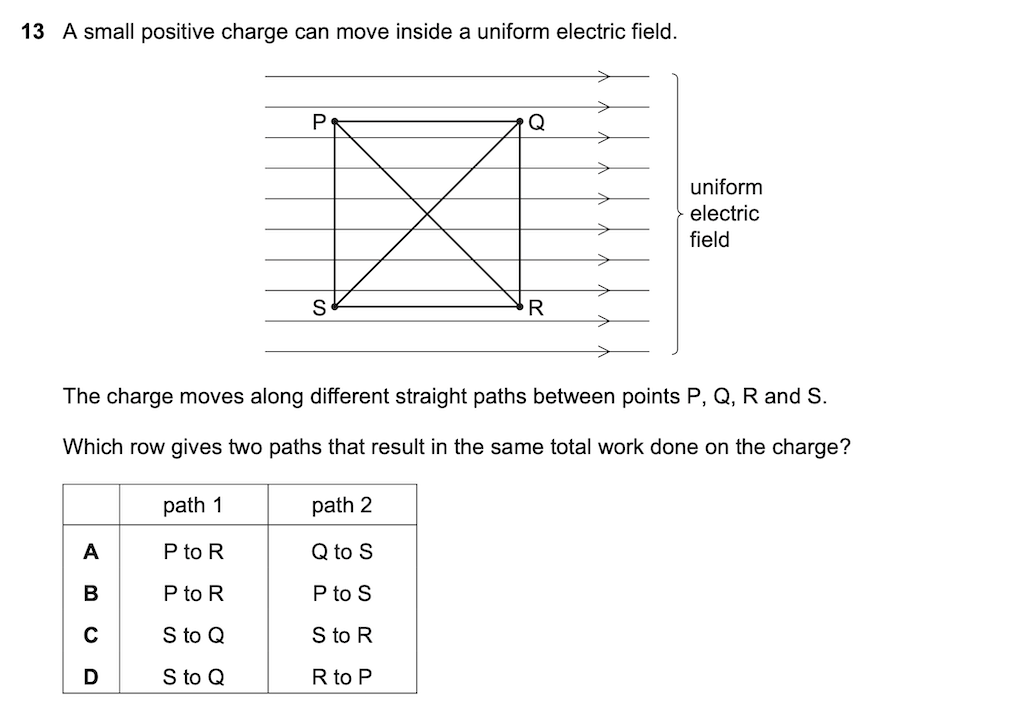 13 A small positive charge can move inside a uniform electric field.
P
Q
uniform
electric
field
S
R
The charge moves along different straight paths between points P, Q, R and S.
Which row gives two paths that result in the same total work done on the charge?
path 1 path 2
A P to R Q to S
B P to R P to S
C S to Q S to R
D S to Q R to P